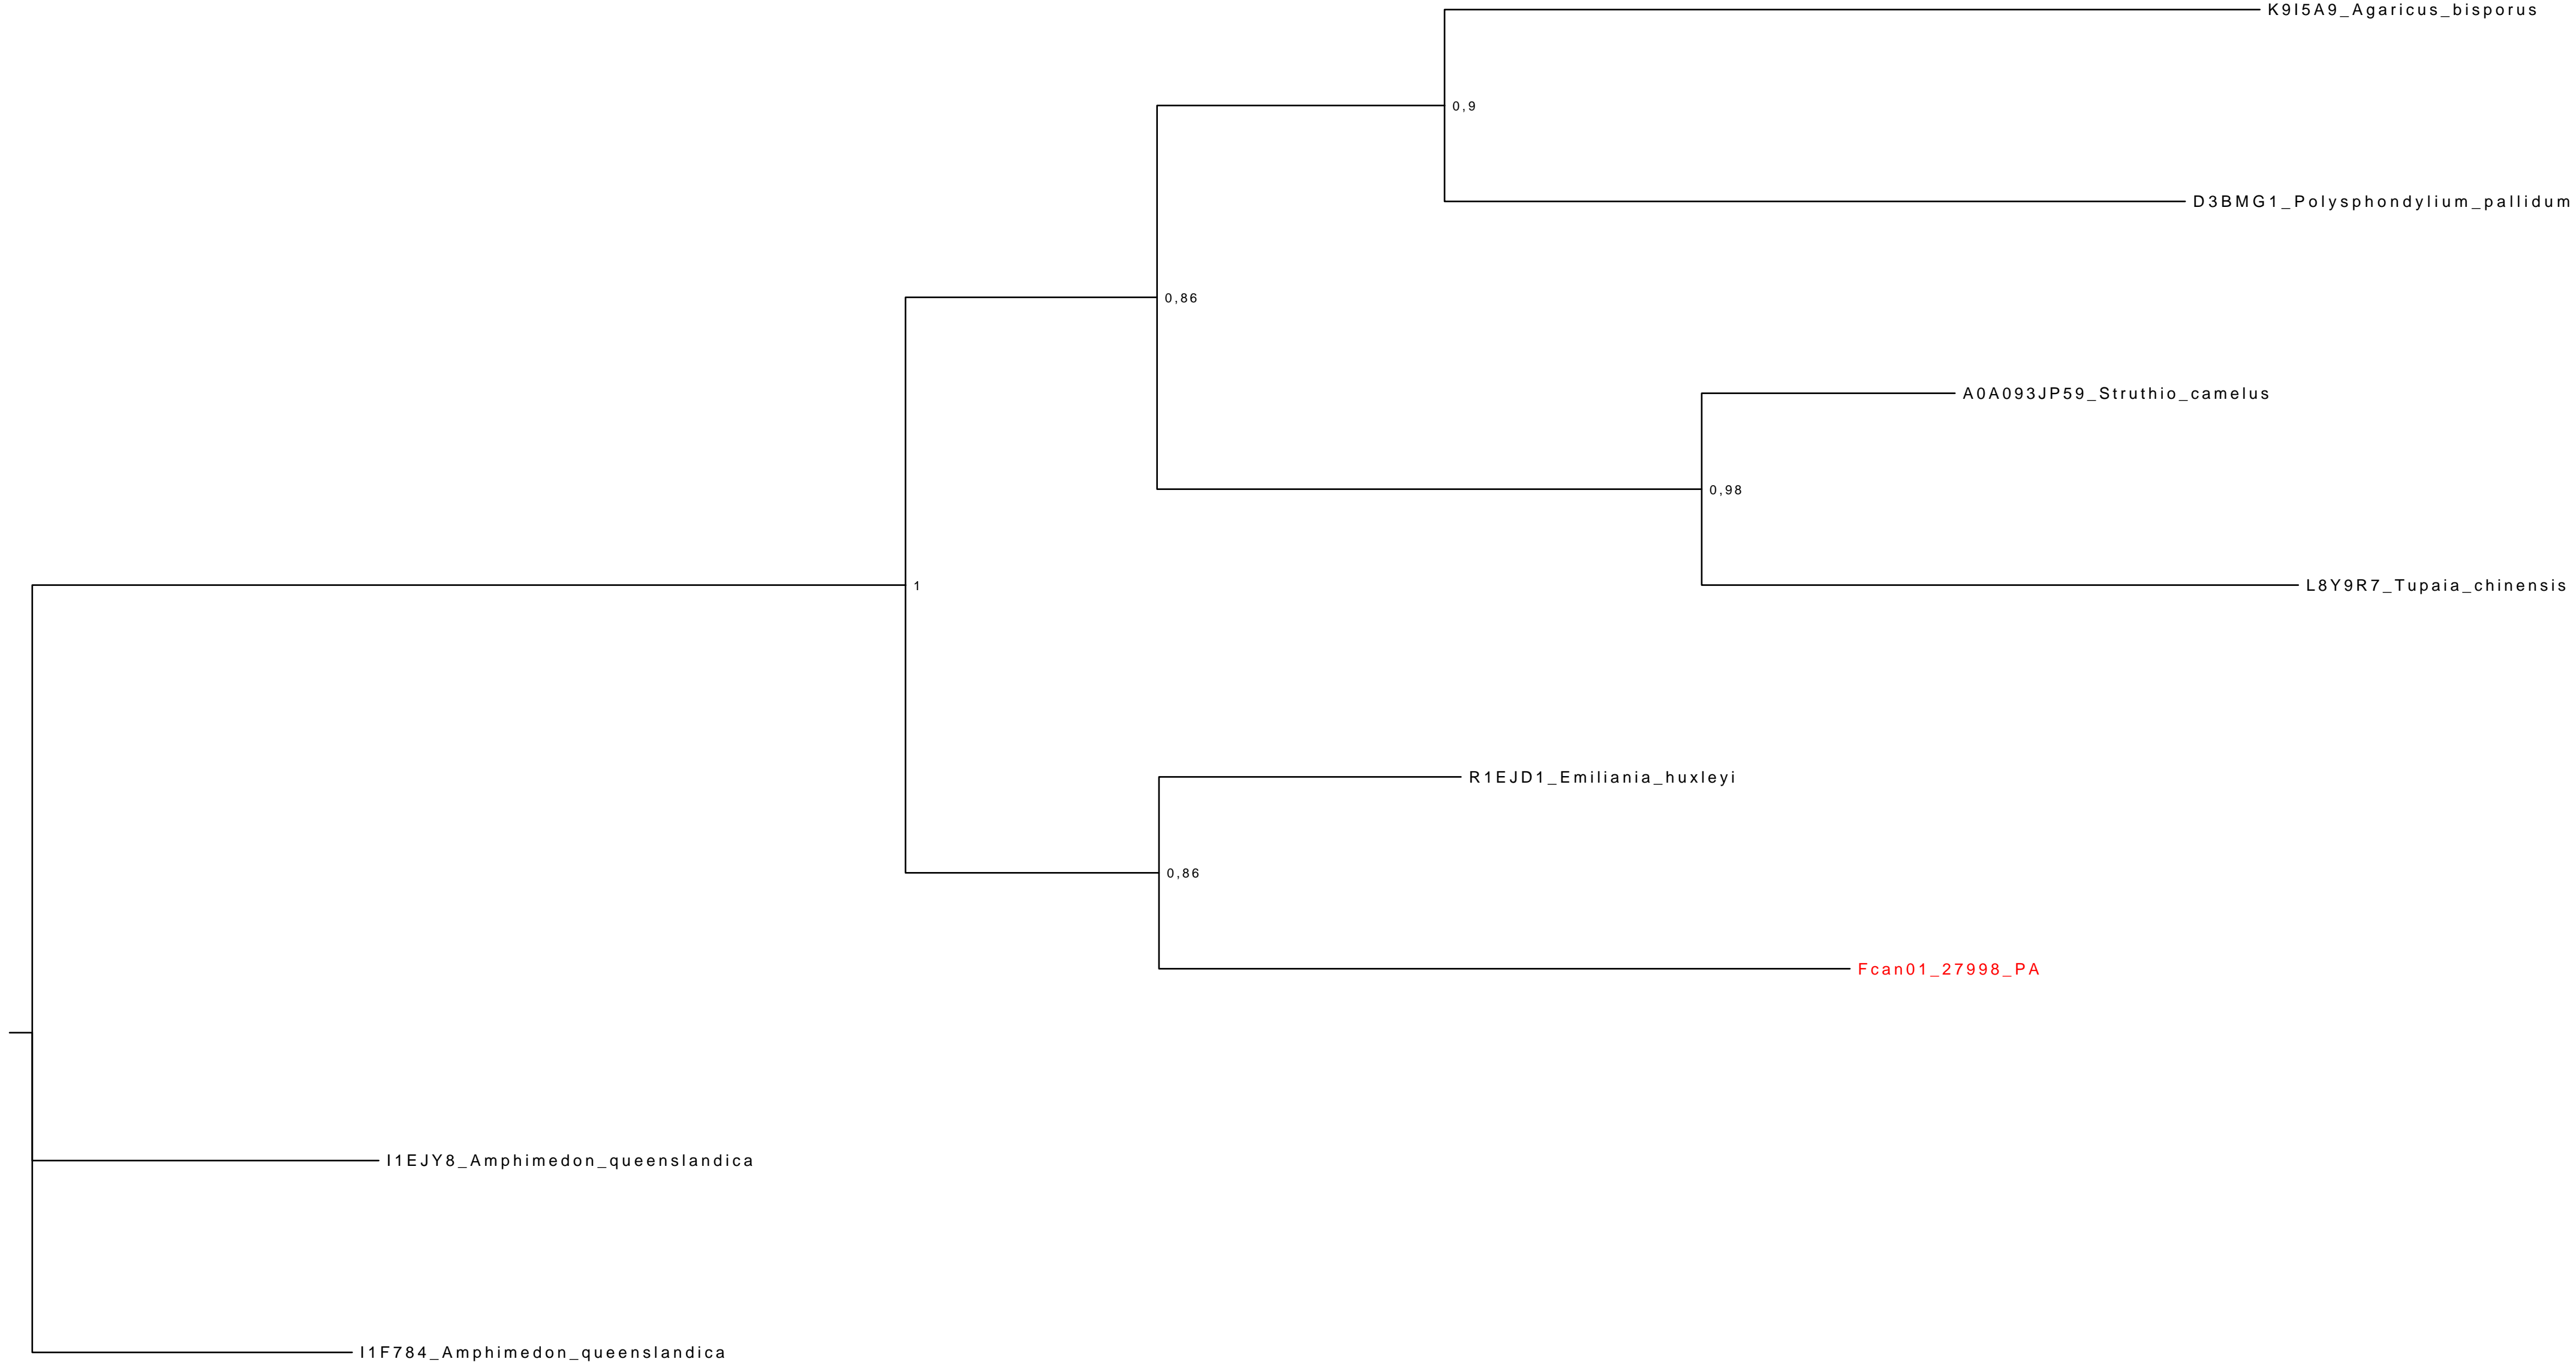 K9I5A9_Agaricus_bisporus
0,9
D3BMG1_Polysphondylium_pallidum
0,86
A0A093JP59_Struthio_camelus
0,98
1
L8Y9R7_Tupaia_chinensis
R1EJD1_Emiliania_huxleyi
0,86
Fcan01_27998_PA
I1EJY8_Amphimedon_queenslandica
I1F784_Amphimedon_queenslandica